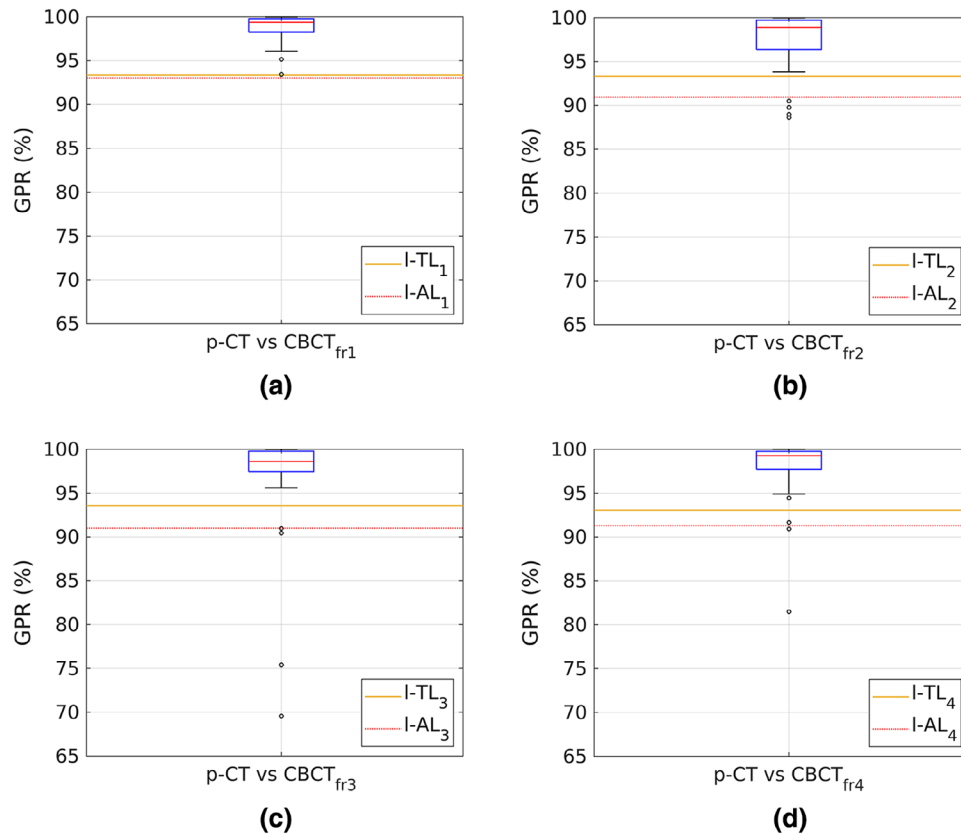 100
95
90
85
80
75
70
65
GPR (%)
l-TL1
l-AL1
p-CT vs CBCTfr1
(a)
100
95
90
85
80
75
70
65
GPR (%)
l-TL2
l-AL2
p-CT vs CBCTfr2
(b)
100
95
90
85
80
75
70
65
GPR (%)
l-TL3
l-AL3
p-CT vs CBCTfr3
(c)
100
95
90
85
80
75
70
65
GPR (%)
l-TL4
l-AL4
p-CT vs CBCTfr4
(d)